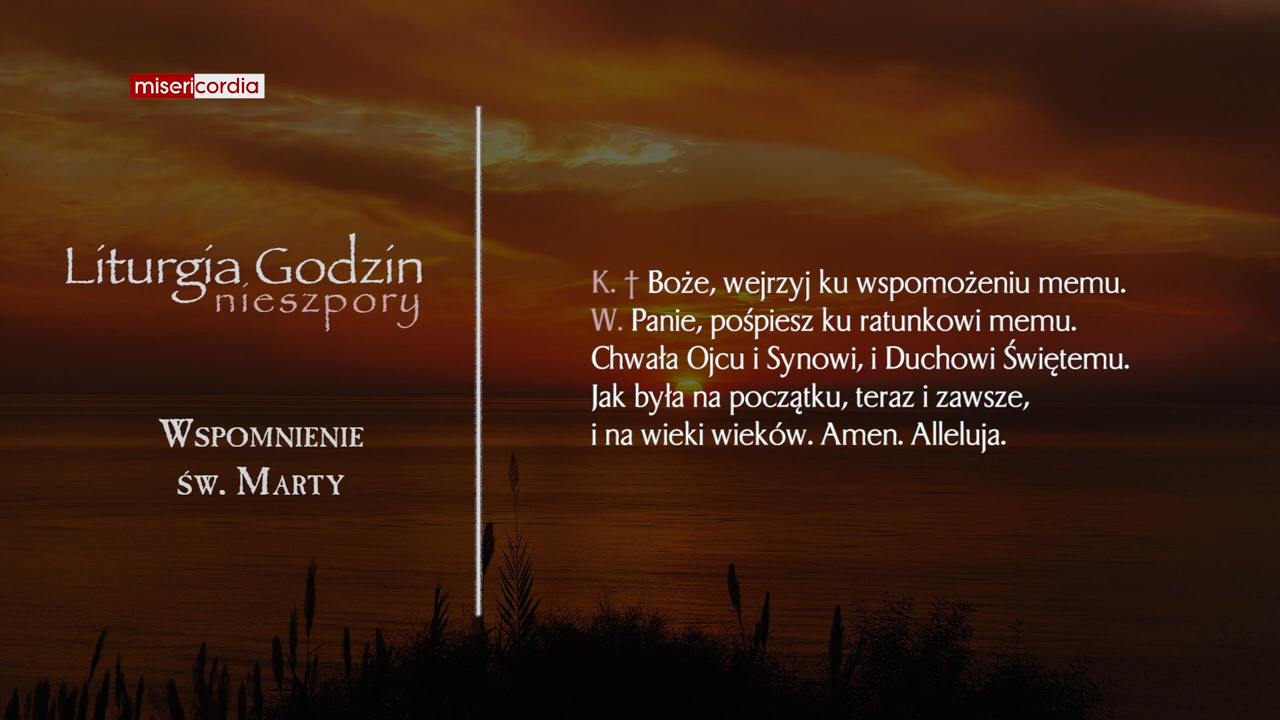 misericordia
Liturgia Godzin
nieszpory
Wspomnienie
św. Marty
K. † Boże, wejrzyj ku wspomożeniu memu.
W. Panie, pośpiesz ku ratunkowi memu.
Chwała Ojcu i Synowi, i Duchowi Świętemu.
Jak była na początku, teraz i zawsze,
i na wieki wieków. Amen. Alleluja.